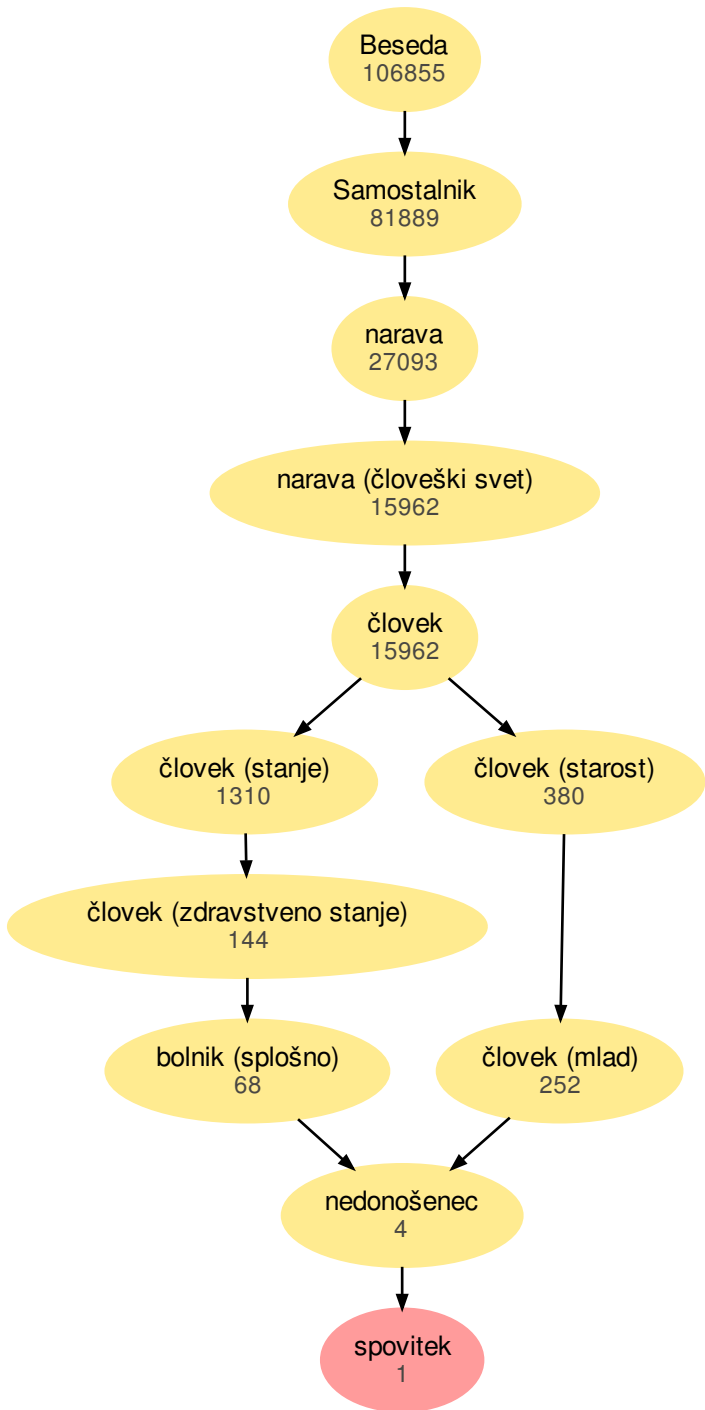 Beseda
106855
Samostalnik
81889
narava
27093
narava (človeški svet)
15962
človek
15962
človek (stanje)
1310
človek (starost)
380
človek (zdravstveno stanje)
144
bolnik (splošno)
68
človek (mlad)
252
nedonošenec
4
spovitek
1